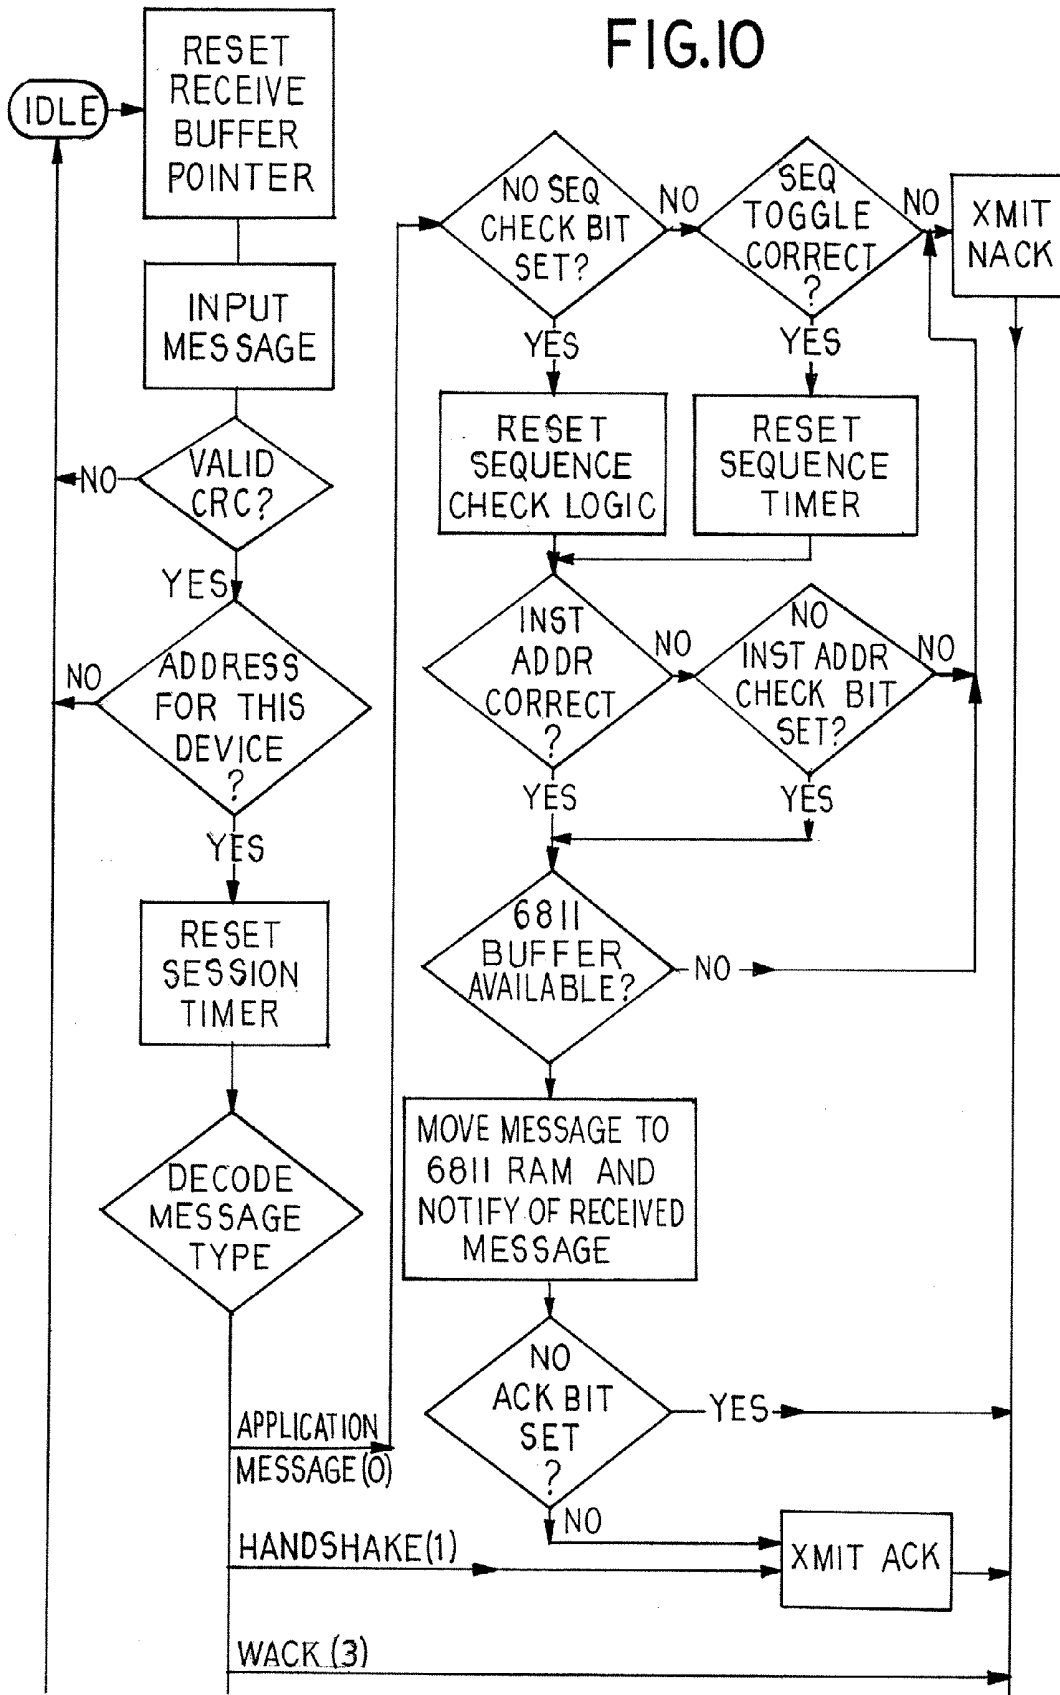 FIG.10
IDLE
RESET
RECEIVE
BUFFER
POINTER
INPUT
MESSAGE
VALID
CRC?
NO
YES
ADDRESS
FOR THIS
DEVICE
?
NO
YES
RESET
SESSION
TIMER
DECODE
MESSAGE
TYPE
APPLICATION
MESSAGE(0)
HANDSHAKE(1)
WACK(3)
NO SEQ
CHECK BIT
SET?
NO
YES
SEQ
TOGGLE
CORRECT
?
NO
YES
XMIT
NACK
RESET
SEQUENCE
CHECK LOGIC
RESET
SEQUENCE
TIMER
INST
ADDR
CORRECT
?
NO
YES
NO
INST ADDR
CHECK BIT
SET?
NO
YES
6811
BUFFER
AVAILABLE?
NO
MOVE MESSAGE TO
6811 RAM AND
NOTIFY OF RECEIVED
MESSAGE
NO
ACK BIT
SET
?
YES
NO
XMIT ACK